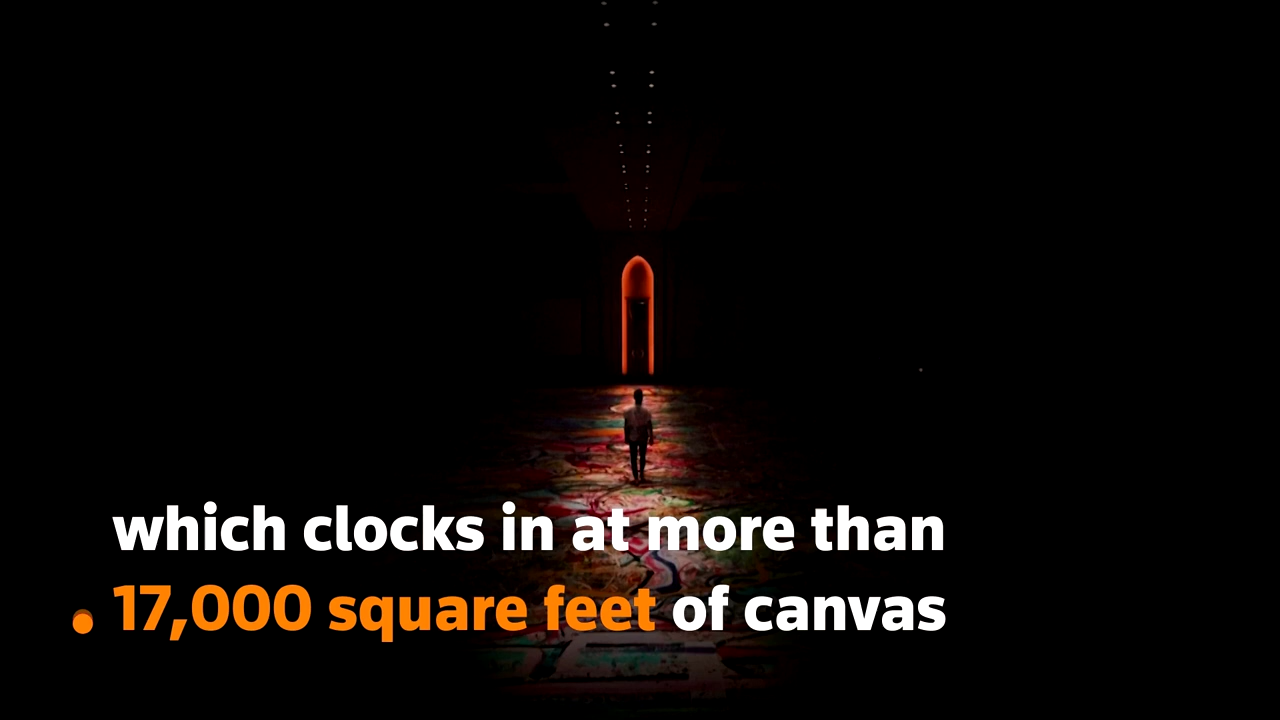 which clocks in at more than
17,000 square feet of canvas